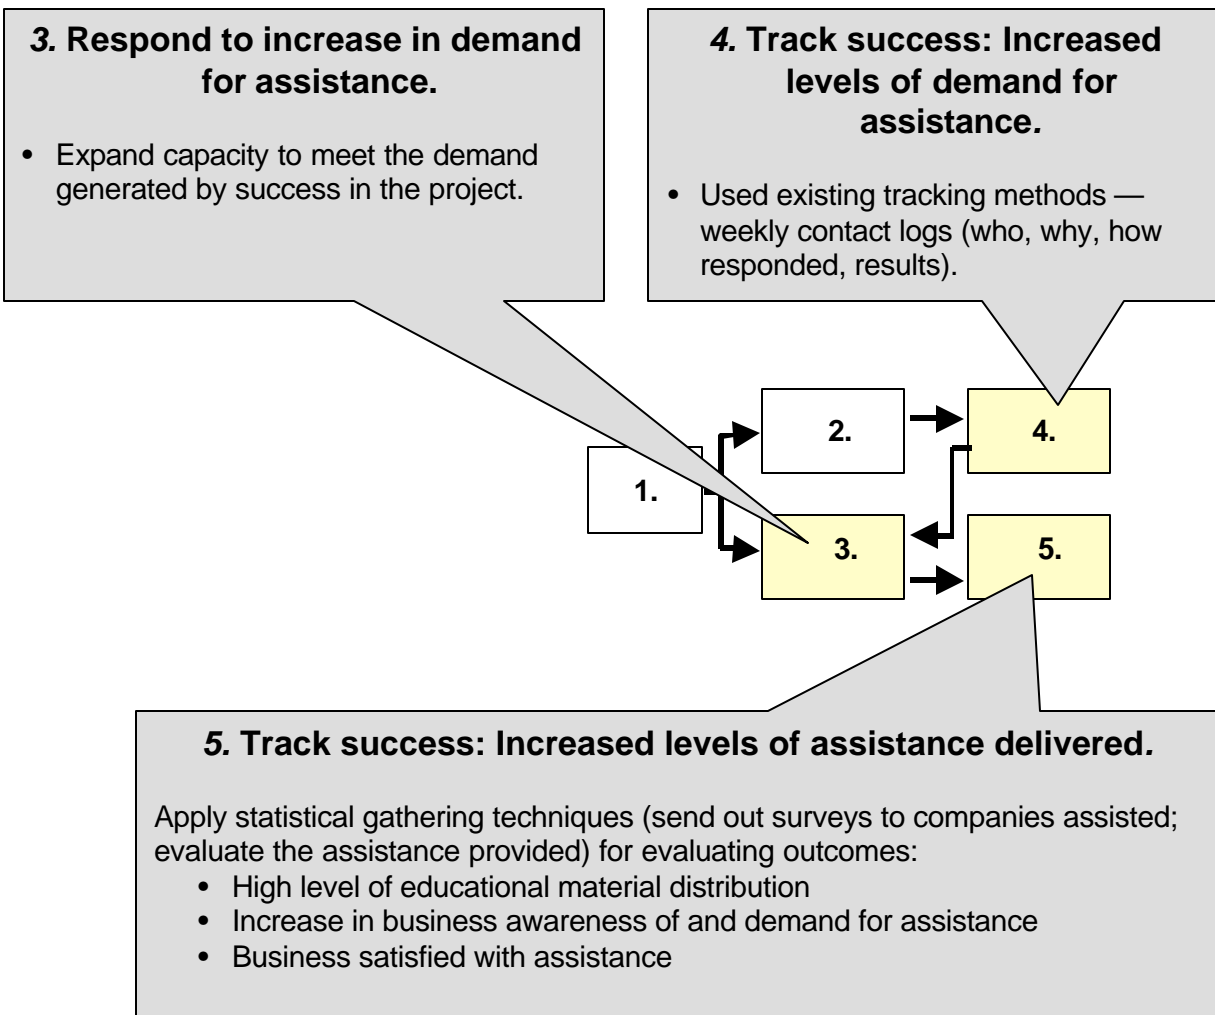 3. Respond to increase in demand
for assistance.
• Expand capacity to meet the demand
generated by success in the project.
4. Track success: Increased
levels of demand for
assistance.
• Used existing tracking methods —
weekly contact logs (who, why, how
responded, results).
2.
4.
1.
3.
5.
5. Track success: Increased levels of assistance delivered.
Apply statistical gathering techniques (send out surveys to companies assisted;
evaluate the assistance provided) for evaluating outcomes:
• High level of educational material distribution
• Increase in business awareness of and demand for assistance
• Business satisfied with assistance